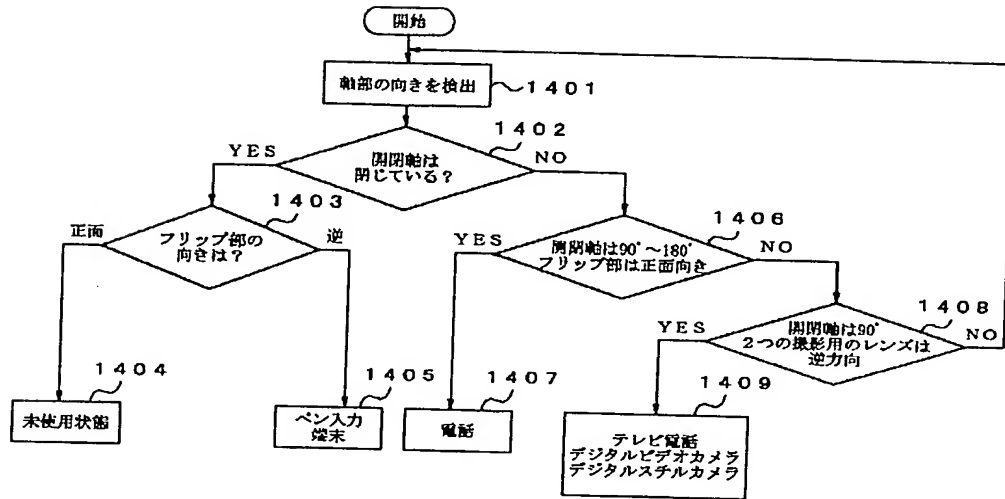 開始
軸部の向きを検出
1401
1402
YES
開閉軸は
閉じている?
NO
1403
正面
フリップ部の
向きは?
逆
1406
YES
開閉軸は90°~180°
フリップ部は正面向き
NO
1408
YES
開閉軸は90°
2つの撮影用のレンズは
逆方向
NO
1404
未使用状態
1405
ペン入力
端末
1407
電話
1409
テレビ電話
デジタルビデオカメラ
デジタルスチルカメラ